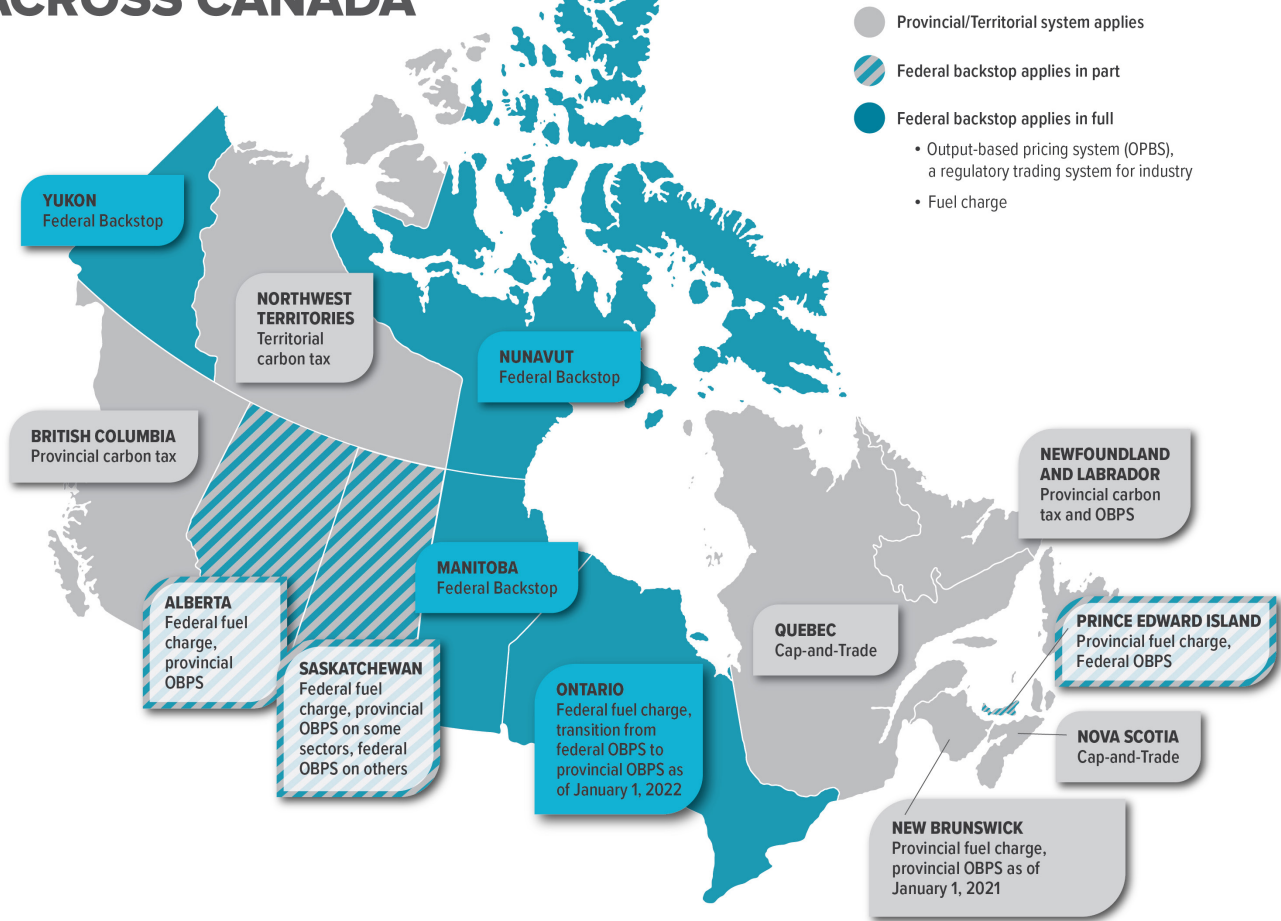 ACROSS CANADA
Provincial/Territorial system applies
Federal backstop applies in part
Federal backstop applies in full
• Output-based pricing system (OPBS),
a regulatory trading system for industry
• Fuel charge
YUKON
Federal Backstop
NORTHWEST
TERRITORIES
Territorial
carbon tax
NUNAVUT
Federal Backstop
BRITISH COLUMBIA
Provincial carbon tax
NEWFOUNDLAND
AND LABRADOR
Provincial carbon
tax and OBPS
MANITOBA
Federal Backstop
ALBERTA
Federal fuel
charge,
provincial
OBPS
SASKATCHEWAN
Federal fuel
charge, provincial
OBPS on some
sectors, federal
OBPS on others
ONTARIO
Federal fuel charge,
transition from
federal OBPS to
provincial OBPS as
of January 1, 2022
QUEBEC
Cap-and-Trade
PRINCE EDWARD ISLAND
Provincial fuel charge,
Federal OBPS
NOVA SCOTIA
Cap-and-Trade
NEW BRUNSWICK
Provincial fuel charge,
provincial OBPS as of
January 1, 2021